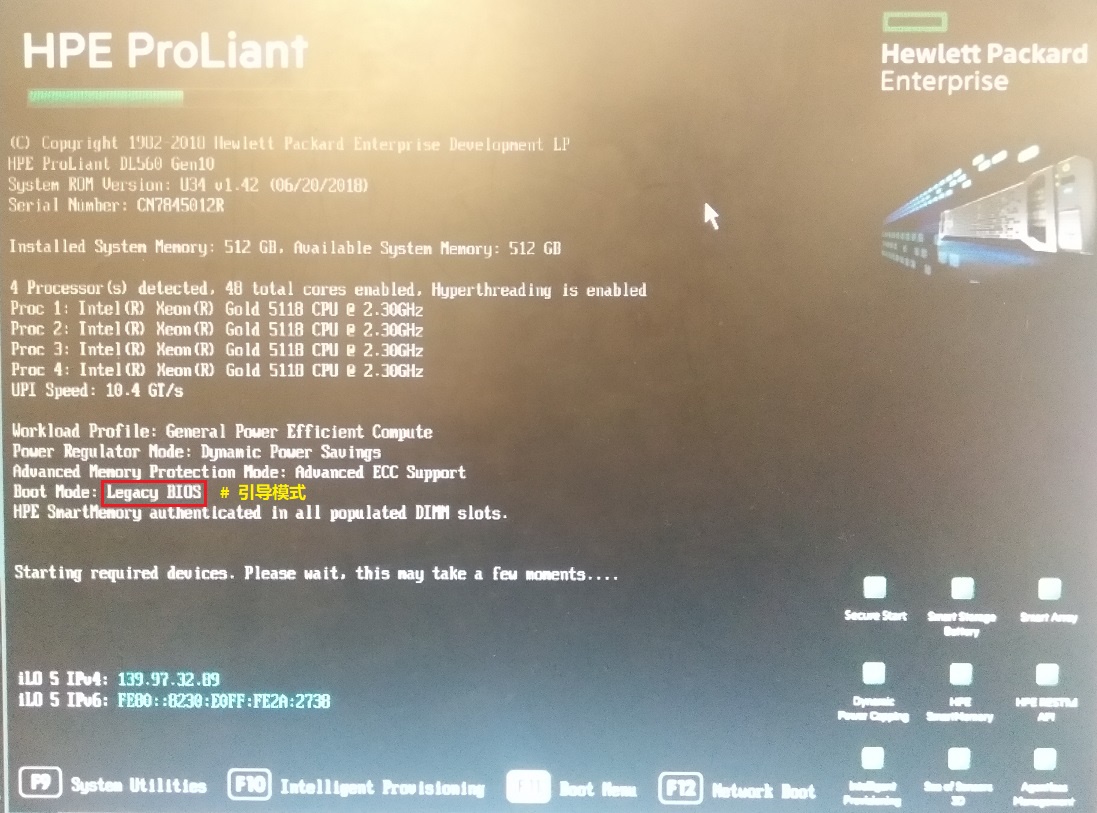 HPE ProLiant
Hewlett Packard
Enterprise
(C) Copyright 1982-2018 Hewlett Packard Enterprise Development LP
HPE ProLiant DL560 Gen10
System ROM Version: U34 v1.42 (06/20/2018)
Serial Number: CN7845012R
Installed System Memory: 512 GB, Available System Memory: 512 GB
4 Processor(s) detected, 48 total cores enabled, Hyperthreading is enabled
Proc 1: Intel(R) Xeon(R) Gold 5118 CPU @ 2.30GHz
Proc 2: Intel(R) Xeon(R) Gold 5118 CPU @ 2.30GHz
Proc 3: Intel(R) Xeon(R) Gold 5118 CPU @ 2.30GHz
Proc 4: Intel(R) Xeon(R) Gold 5118 CPU @ 2.30GHz
UPI Speed: 10.4 GT/s
Workload Profile: General Power Efficient Compute
Power Regulator Mode: Dynamic Power Savings
Advanced Memory Protection Mode: Advanced ECC Support
Boot Mode: Legacy BIOS # 引导模式
HPE SmartMemory authenticated in all populated DIMM slots.
Starting required devices. Please wait, this may take a few moments....
Secure Start
Smart Storage
Battery
Smart Array
iLO 5 IPv4: 139.97.32.89
iLO 5 IPv6: FE80::8230:E0FF:FE2A:2738
Dynamic
Power Capping
HPE
SmartMemory
HPE RESTful
API
F9 System Utilities F10 Intelligent Provisioning F11 Boot Menu F12 Network Boot
Intelligent
Provisioning
Sea of Sensors
3D
Agentless
Management